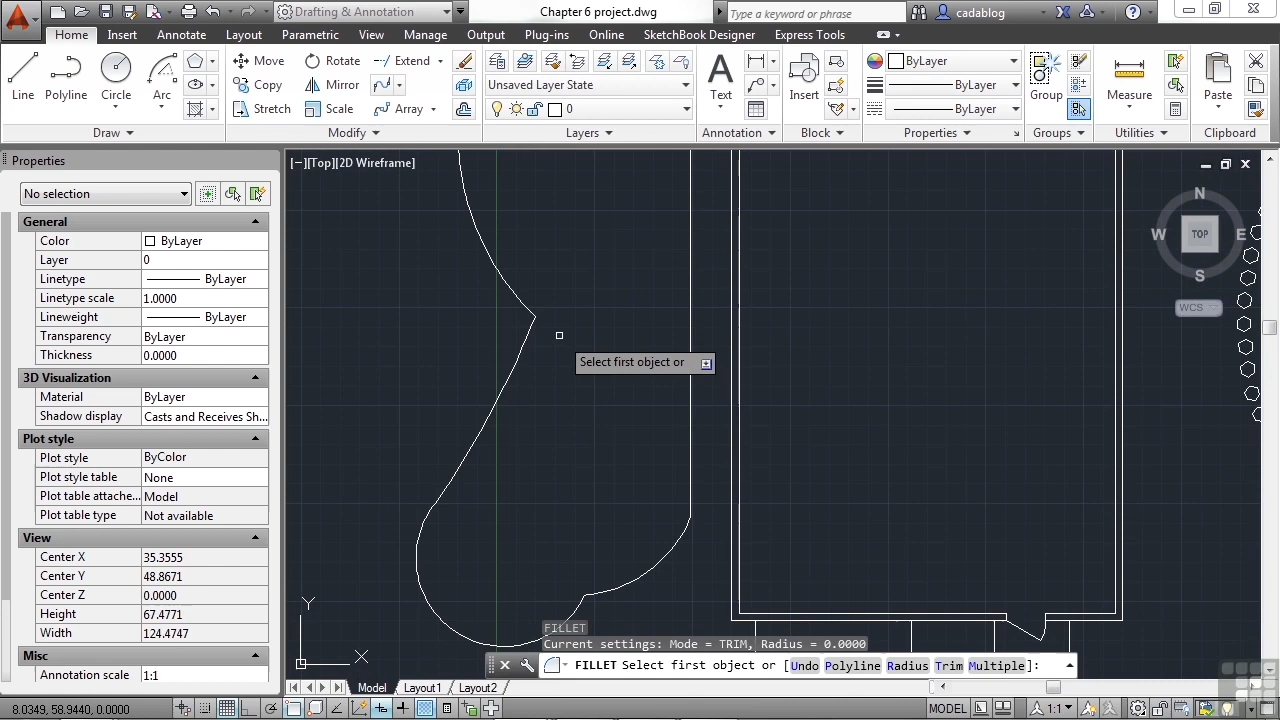 Drafting & Annotation
Chapter 6 project.dwg
Type a keyword or phrase
cadablog
Home Insert Annotate Layout Parametric View Manage Output Plug-ins Online SketchBook Designer Express Tools
Line Polyline Circle Arc
Move Rotate Extend
Copy Mirror
Stretch Scale Array
Unsaved Layer State
0
Text
Insert
ByLayer
ByLayer
ByLayer
Group
Measure
Paste
Draw Modify Layers Annotation Block Properties Groups Utilities Clipboard
Properties
No selection
General
Color ByLayer
Layer 0
Linetype ByLayer
Linetype scale 1.0000
Lineweight ByLayer
Transparency ByLayer
Thickness 0.0000
3D Visualization
Material ByLayer
Shadow display Casts and Receives Sh...
Plot style
Plot style ByColor
Plot style table None
Plot table attache... Model
Plot table type Not available
View
Center X 35.3555
Center Y 48.8671
Center Z 0.0000
Height 67.4771
Width 124.4747
Misc
Annotation scale 1:1
[−][Top][2D Wireframe]
N
W TOP E
S
WCS
Select first object or
Y
X
FILLET
Current settings: Mode = TRIM, Radius = 0.0000
FILLET Select first object or [Undo Polyline Radius Trim Multiple]:
Model Layout1 Layout2
8.0349, 58.9440, 0.0000
MODEL
1:1